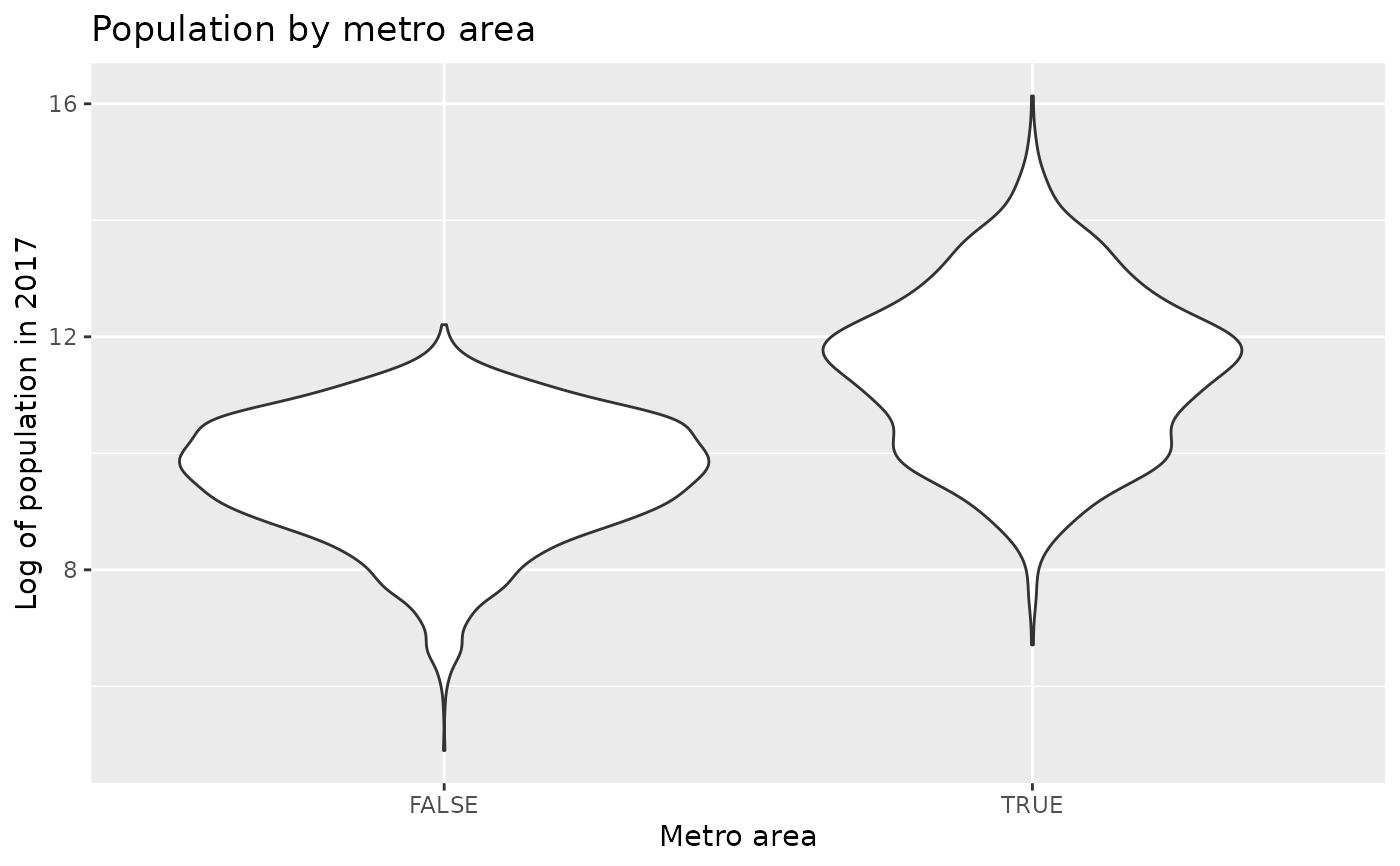 Population by metro area
16
12
8
Log of population in 2017
FALSE
TRUE
Metro area